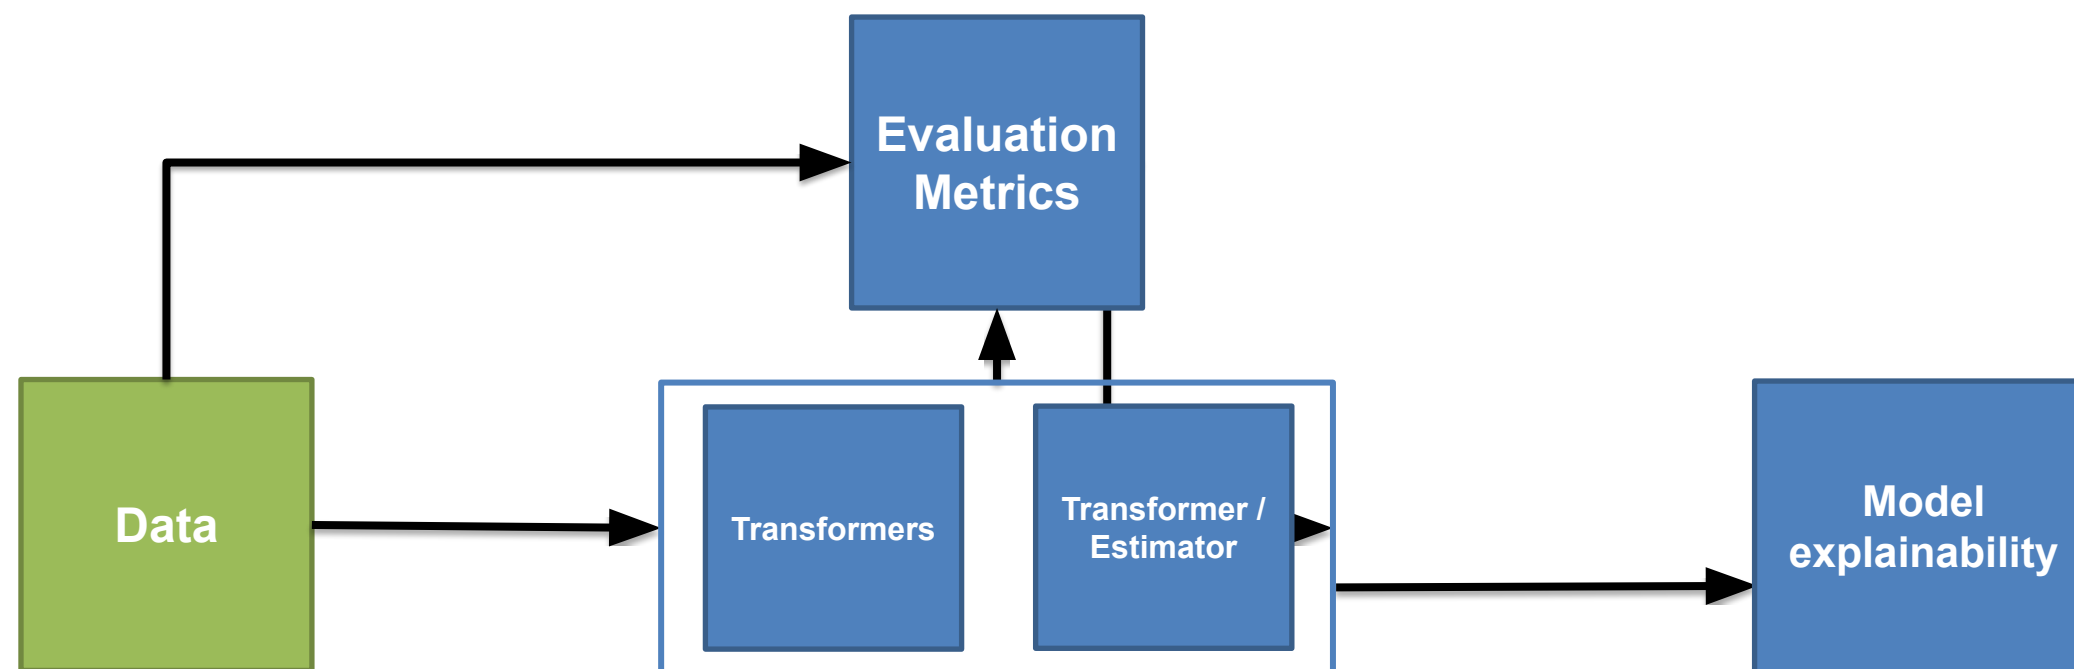 Evaluation
Metrics
Data
Transformers
Transformer /
Estimator
Model
explainability